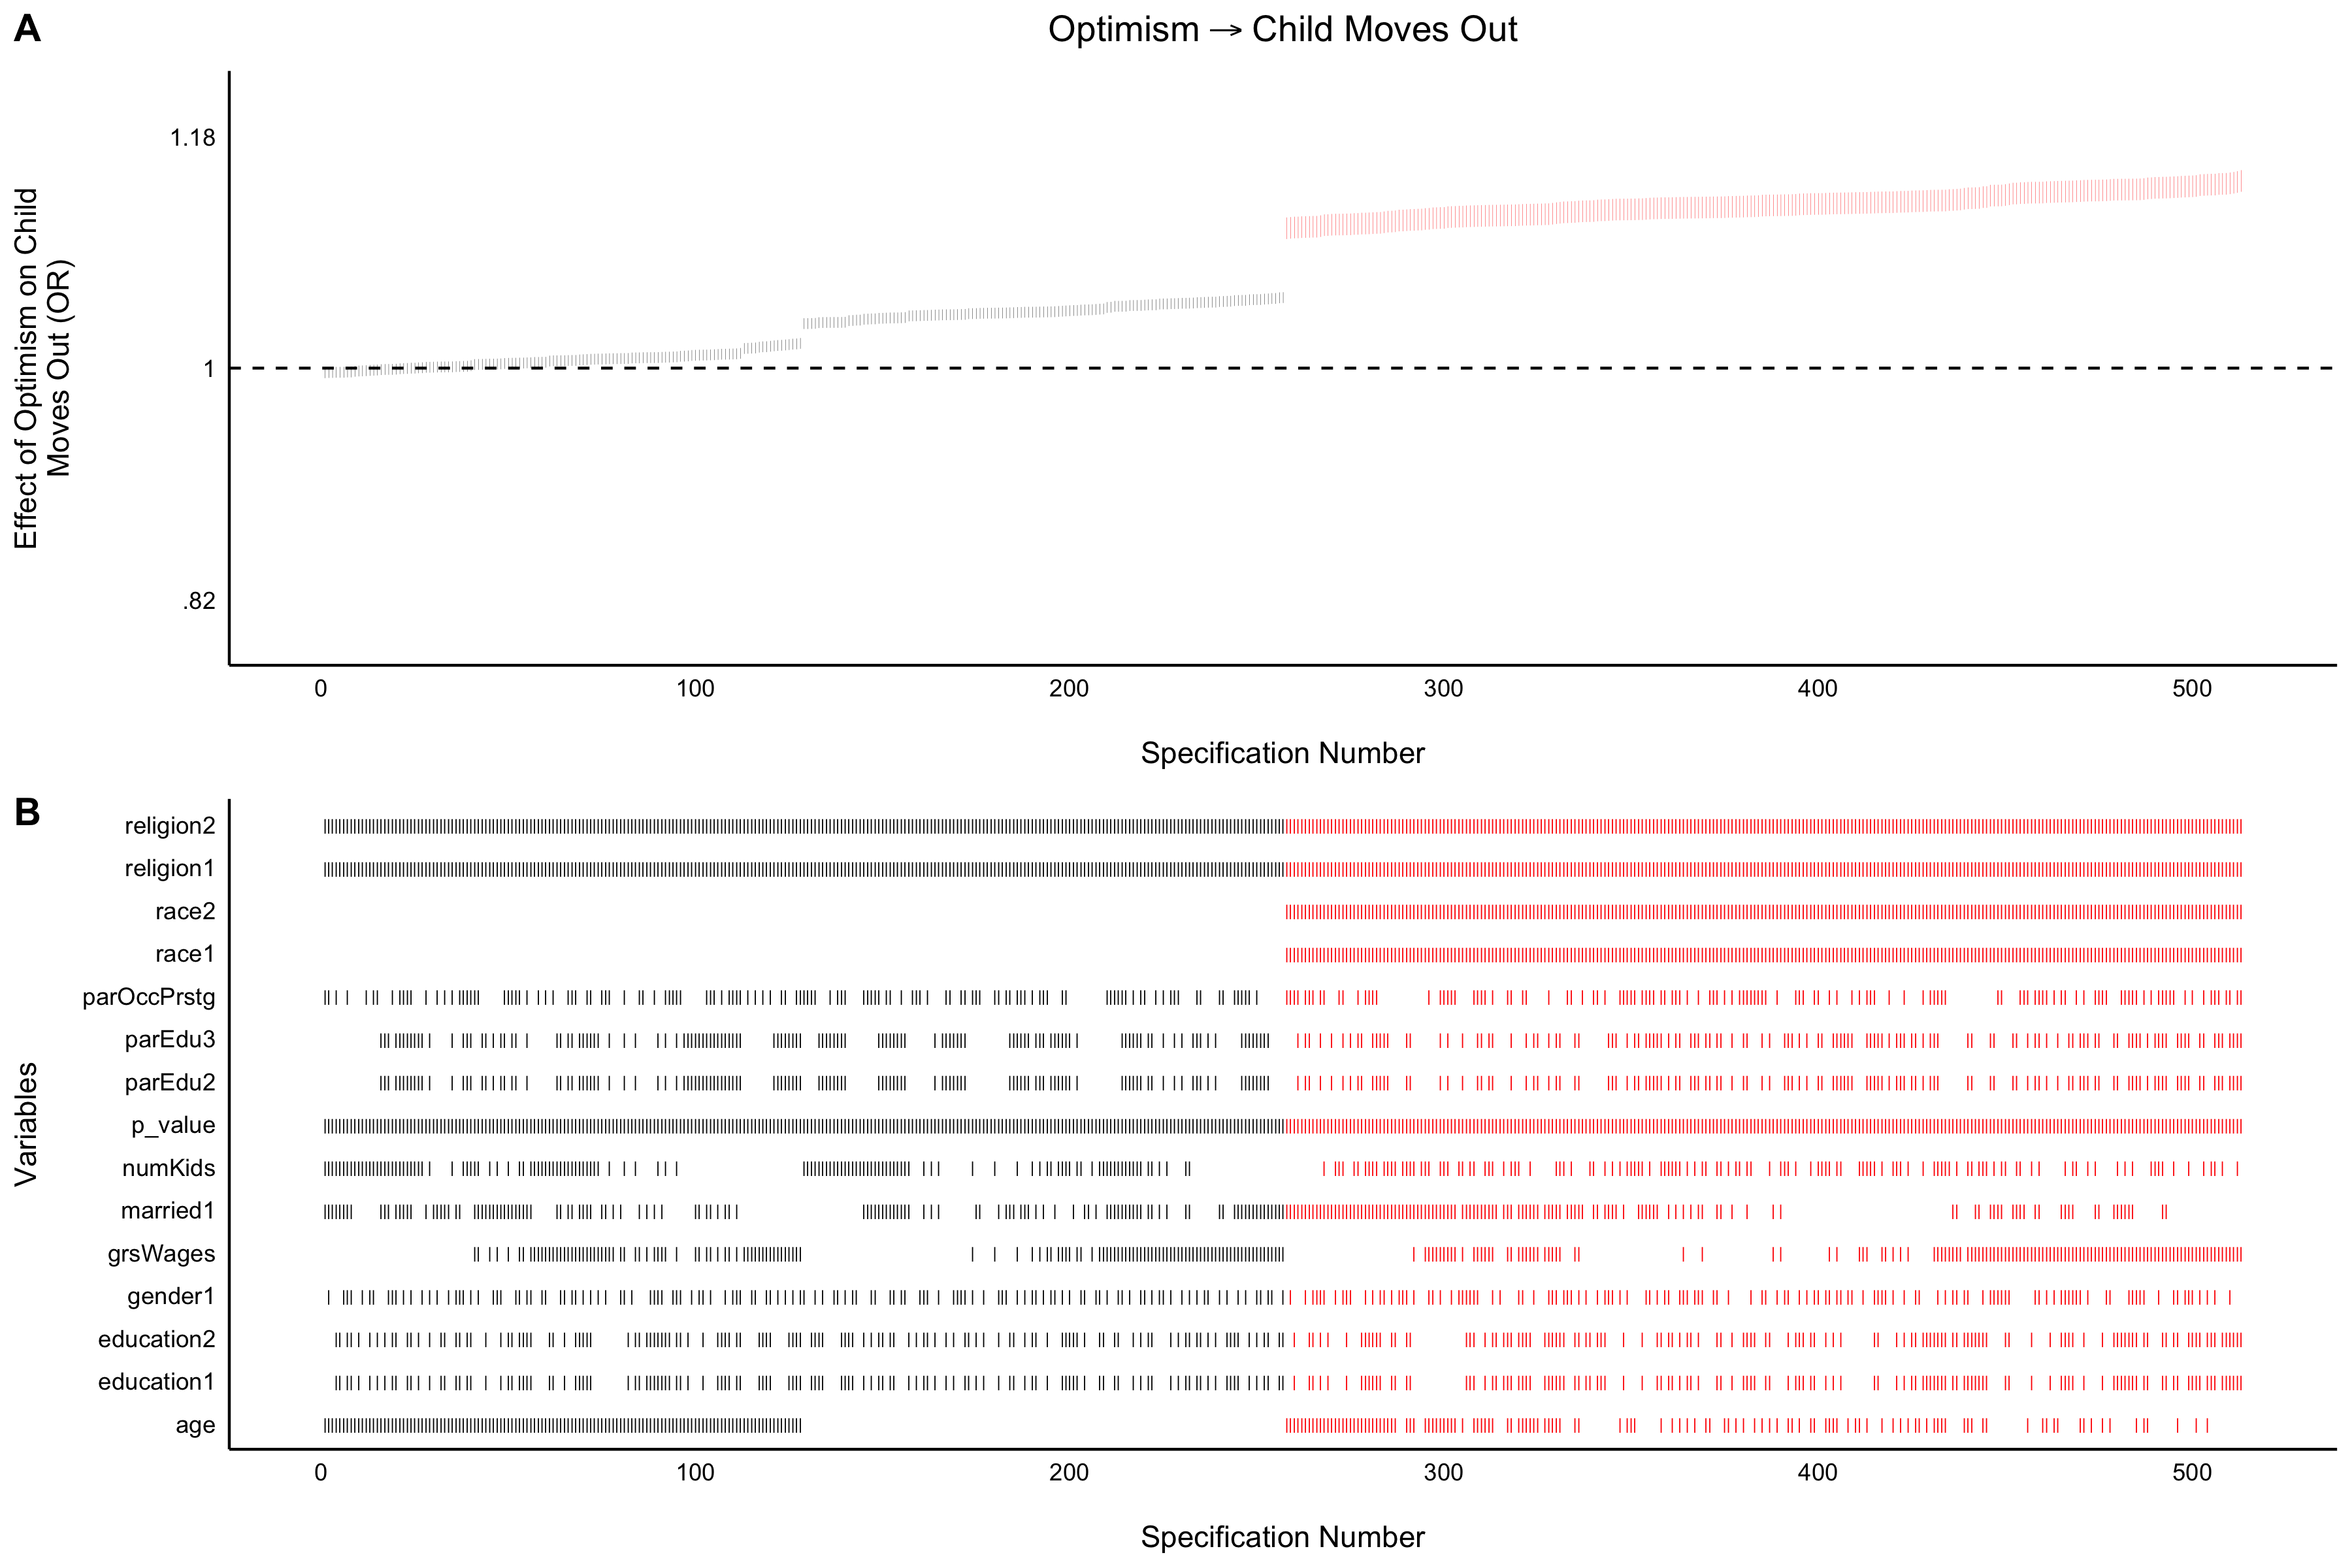 A
Optimism → Child Moves Out
Effect of Optimism on Child
Moves Out (OR)
1.18
1
.82
0 100 200 300 400 500
Specification Number
B
Variables
religion2
religion1
race2
race1
parOccPrstg
parEdu3
parEdu2
p_value
numKids
married1
grsWages
gender1
education2
education1
age
0 100 200 300 400 500
Specification Number